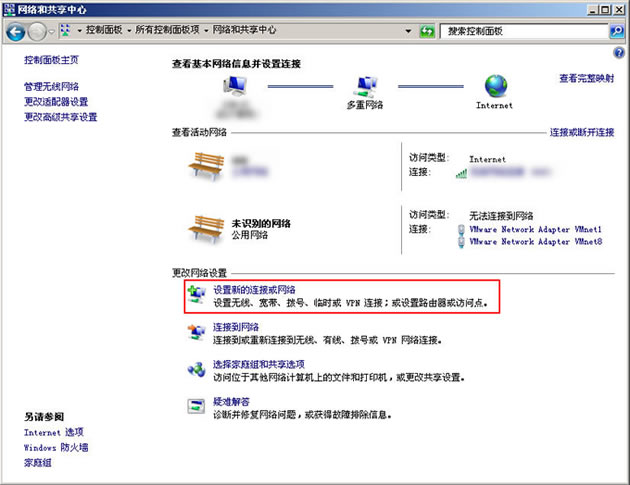 网络和共享中心
控制面板 所有控制面板项 网络和共享中心
搜索控制面板
控制面板主页
管理无线网络
更改适配器设置
更改高级共享设置
查看基本网络信息并设置连接
查看完整映射
多重网络
Internet
查看活动网络
连接或断开连接
访问类型: Internet
连接:
未识别的网络
公用网络
访问类型: 无法连接到网络
连接: VMware Network Adapter VMnet1
VMware Network Adapter VMnet8
更改网络设置
设置新的连接或网络
设置无线、宽带、拨号、临时或 VPN 连接；或设置路由器或访问点。
连接到网络
连接到或重新连接到无线、有线、拨号或 VPN 网络连接。
选择家庭组和共享选项
访问位于其他网络计算机上的文件和打印机，或更改共享设置。
疑难解答
诊断并修复网络问题，或获得故障排除信息。
另请参阅
Internet 选项
Windows 防火墙
家庭组